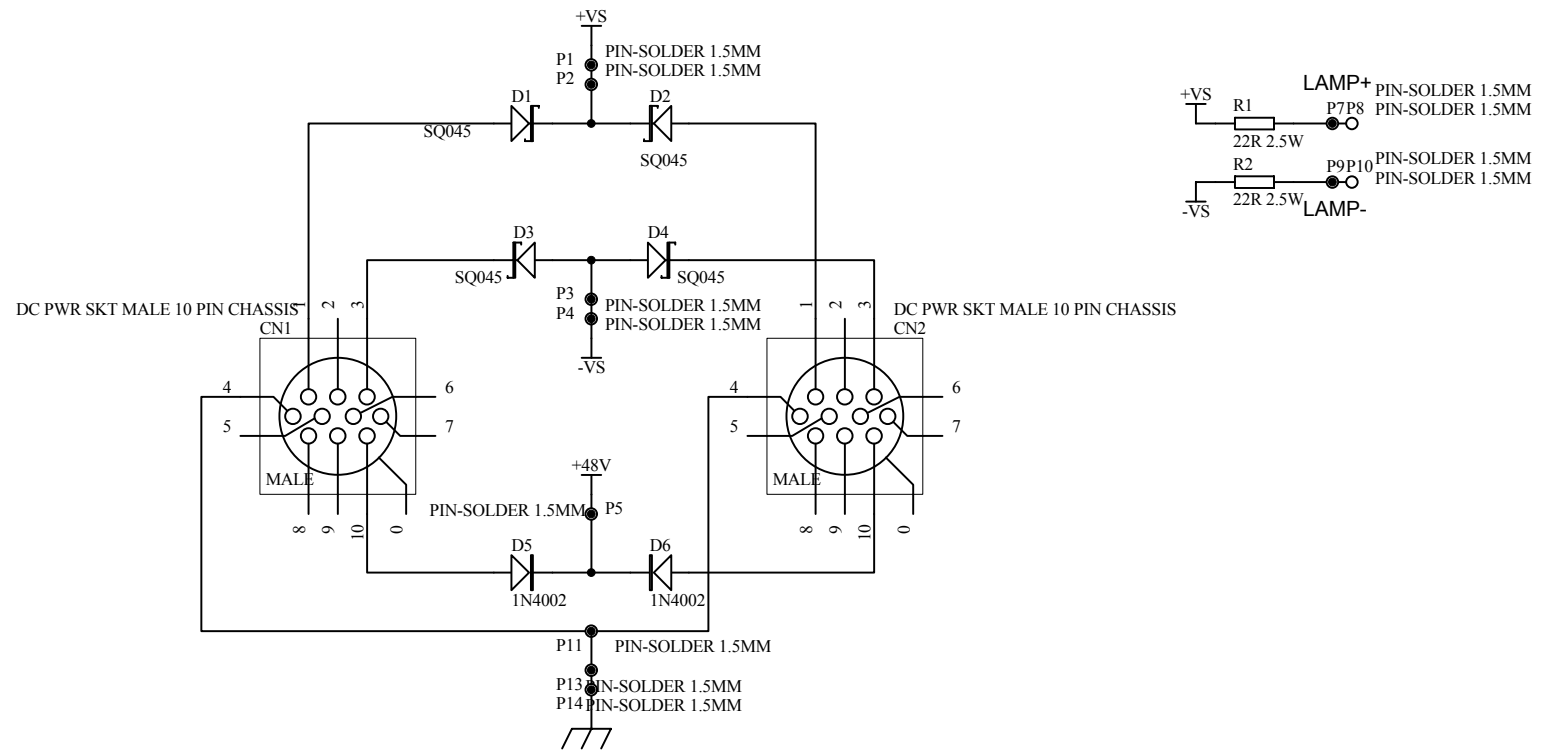 +VS
P1 PIN-SOLDER 1.5MM
P2 PIN-SOLDER 1.5MM
D1
D2
SQ045
SQ045
D3
D4
SQ045
SQ045
P3 PIN-SOLDER 1.5MM
P4 PIN-SOLDER 1.5MM
-VS
DC PWR SKT MALE 10 PIN CHASSIS
CN1
1
2
3
4
5
6
7
MALE
8
9
10
0
DC PWR SKT MALE 10 PIN CHASSIS
CN2
1
2
3
4
5
6
7
MALE
8
9
10
0
+48V
PIN-SOLDER 1.5MM P5
D5
D6
1N4002
1N4002
P11 PIN-SOLDER 1.5MM
P13 PIN-SOLDER 1.5MM
P14 PIN-SOLDER 1.5MM
LAMP+
+VS
R1
22R 2.5W
P7 P8
PIN-SOLDER 1.5MM
PIN-SOLDER 1.5MM
R2
22R 2.5W
P9 P10
PIN-SOLDER 1.5MM
PIN-SOLDER 1.5MM
-VS
LAMP-